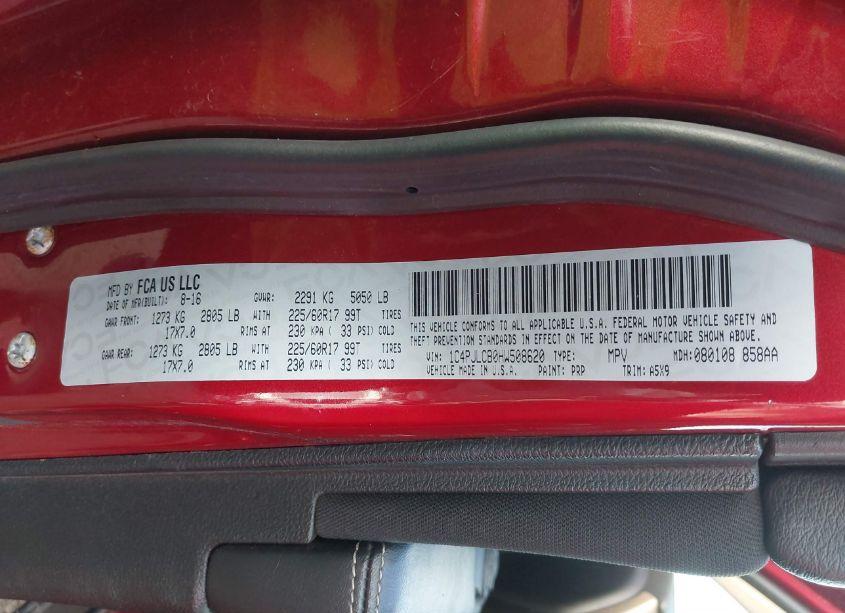 MFD BY FCA US LLC
DATE OF MFR(BUILT): 8-16 GVWR: 2291 KG 5050 LB
GAWR FRONT: 1273 KG 2805 LB WITH 225/60R17 99T TIRES
17X7.0 RIMS AT 230 KPA ( 33 PSI) COLD
GAWR REAR: 1273 KG 2805 LB WITH 225/60R17 99T TIRES
17X7.0 RIMS AT 230 KPA ( 33 PSI) COLD
THIS VEHICLE CONFORMS TO ALL APPLICABLE U.S.A. FEDERAL MOTOR VEHICLE SAFETY AND
THEFT PREVENTION STANDARDS IN EFFECT ON THE DATE OF MANUFACTURE SHOWN ABOVE.
VIN: 1C4PJLCB0HW508620 TYPE: MPV MDH: 080108 858AA
VEHICLE MADE IN U.S.A. PAINT: PRP TRIM: A5X9